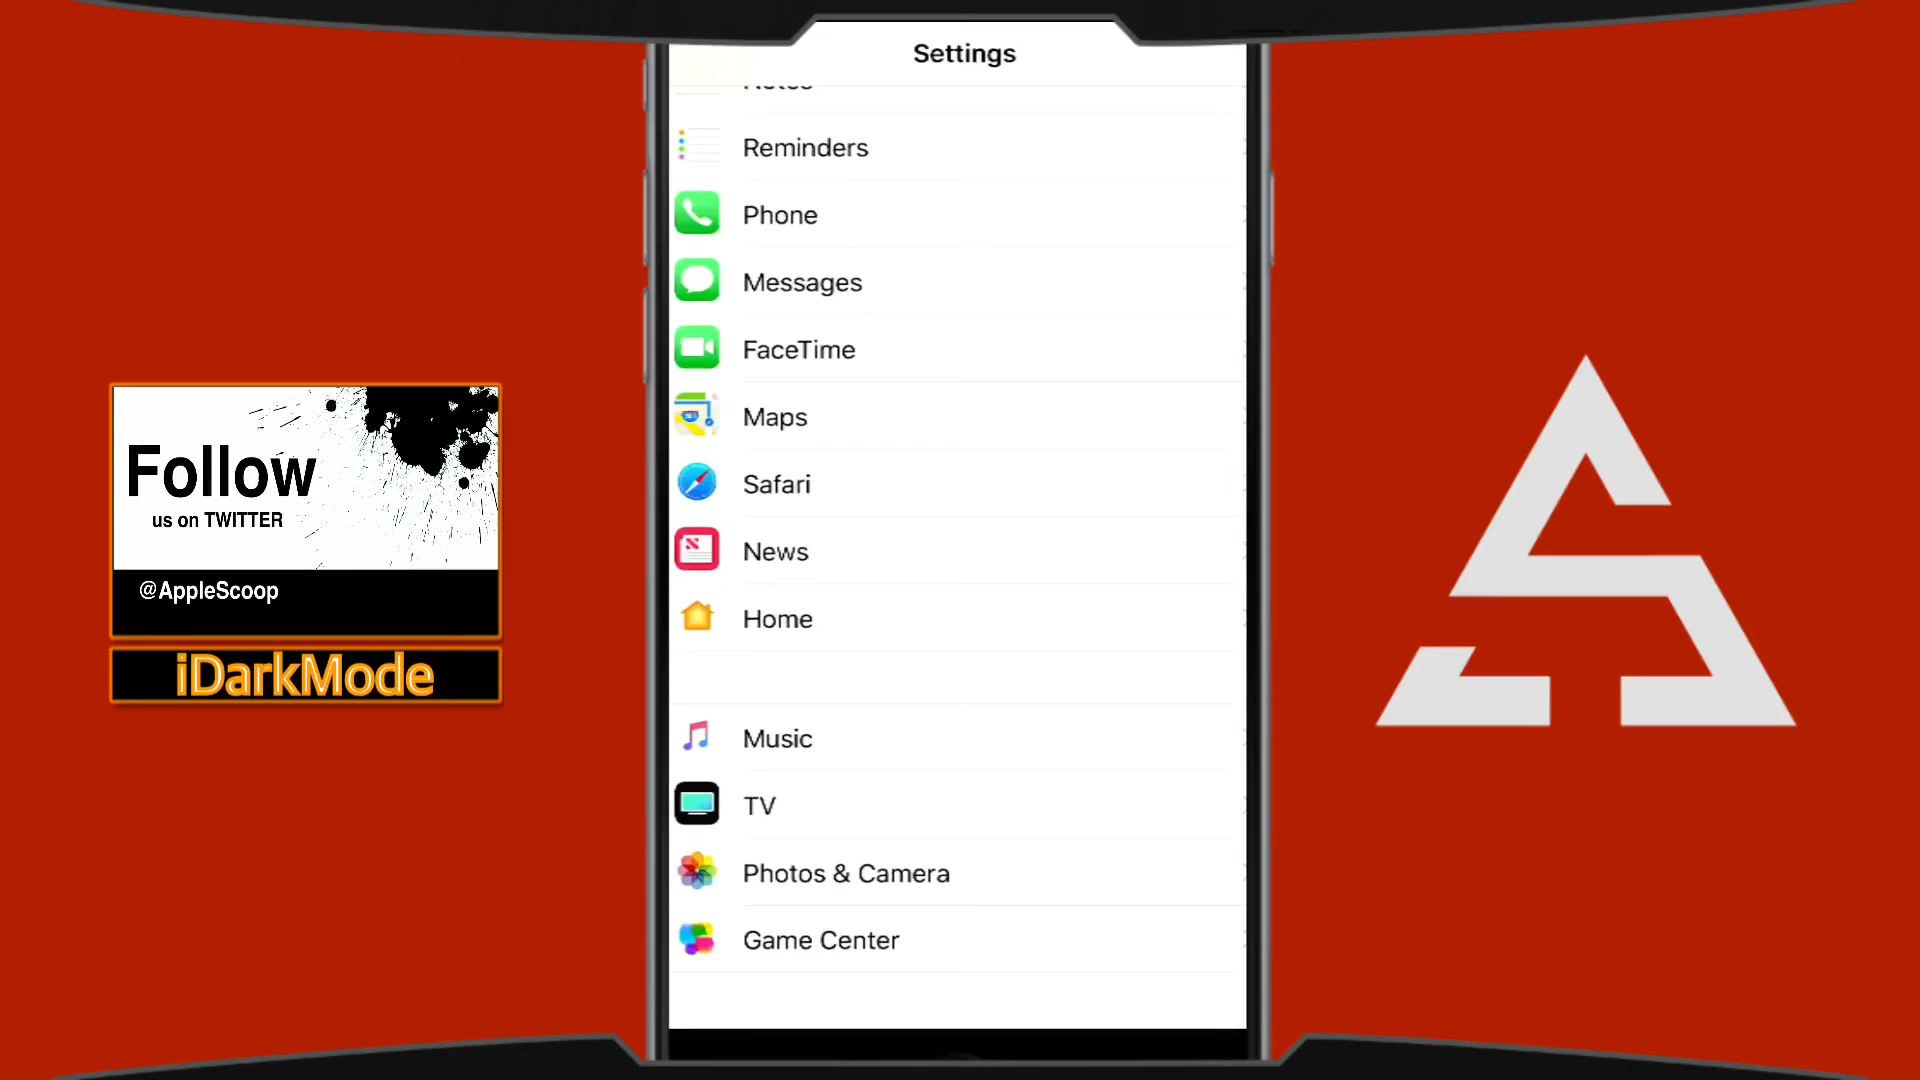 Settings
Notes
Reminders
Phone
Messages
FaceTime
Maps
Safari
News
Home
Music
TV
Photos & Camera
Game Center
Follow
us on TWITTER
@AppleScoop
iDarkMode